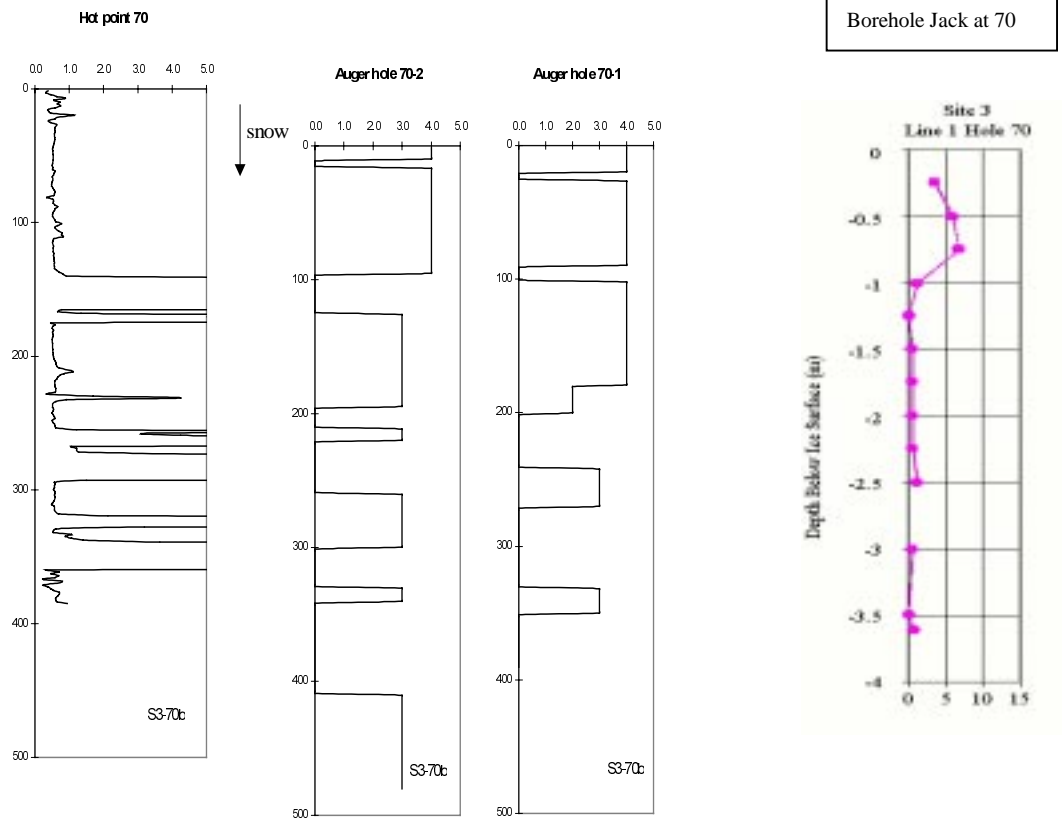 Hot point 70
0.0 1.0 2.0 3.0 4.0 5.0
0
100
200
300
400
500
S3-70b
snow
Auger hole 70-2
0.0 1.0 2.0 3.0 4.0 5.0
0
100
200
300
400
500
S3-70b
Auger hole 70-1
0.0 1.0 2.0 3.0 4.0 5.0
0
100
200
300
400
500
S3-70b
Borehole Jack at 70
Site 3
Line 1 Hole 70
Depth Below Ice Surface (m)
0
-0.5
-1
-1.5
-2
-2.5
-3
-3.5
-4
0 5 10 15